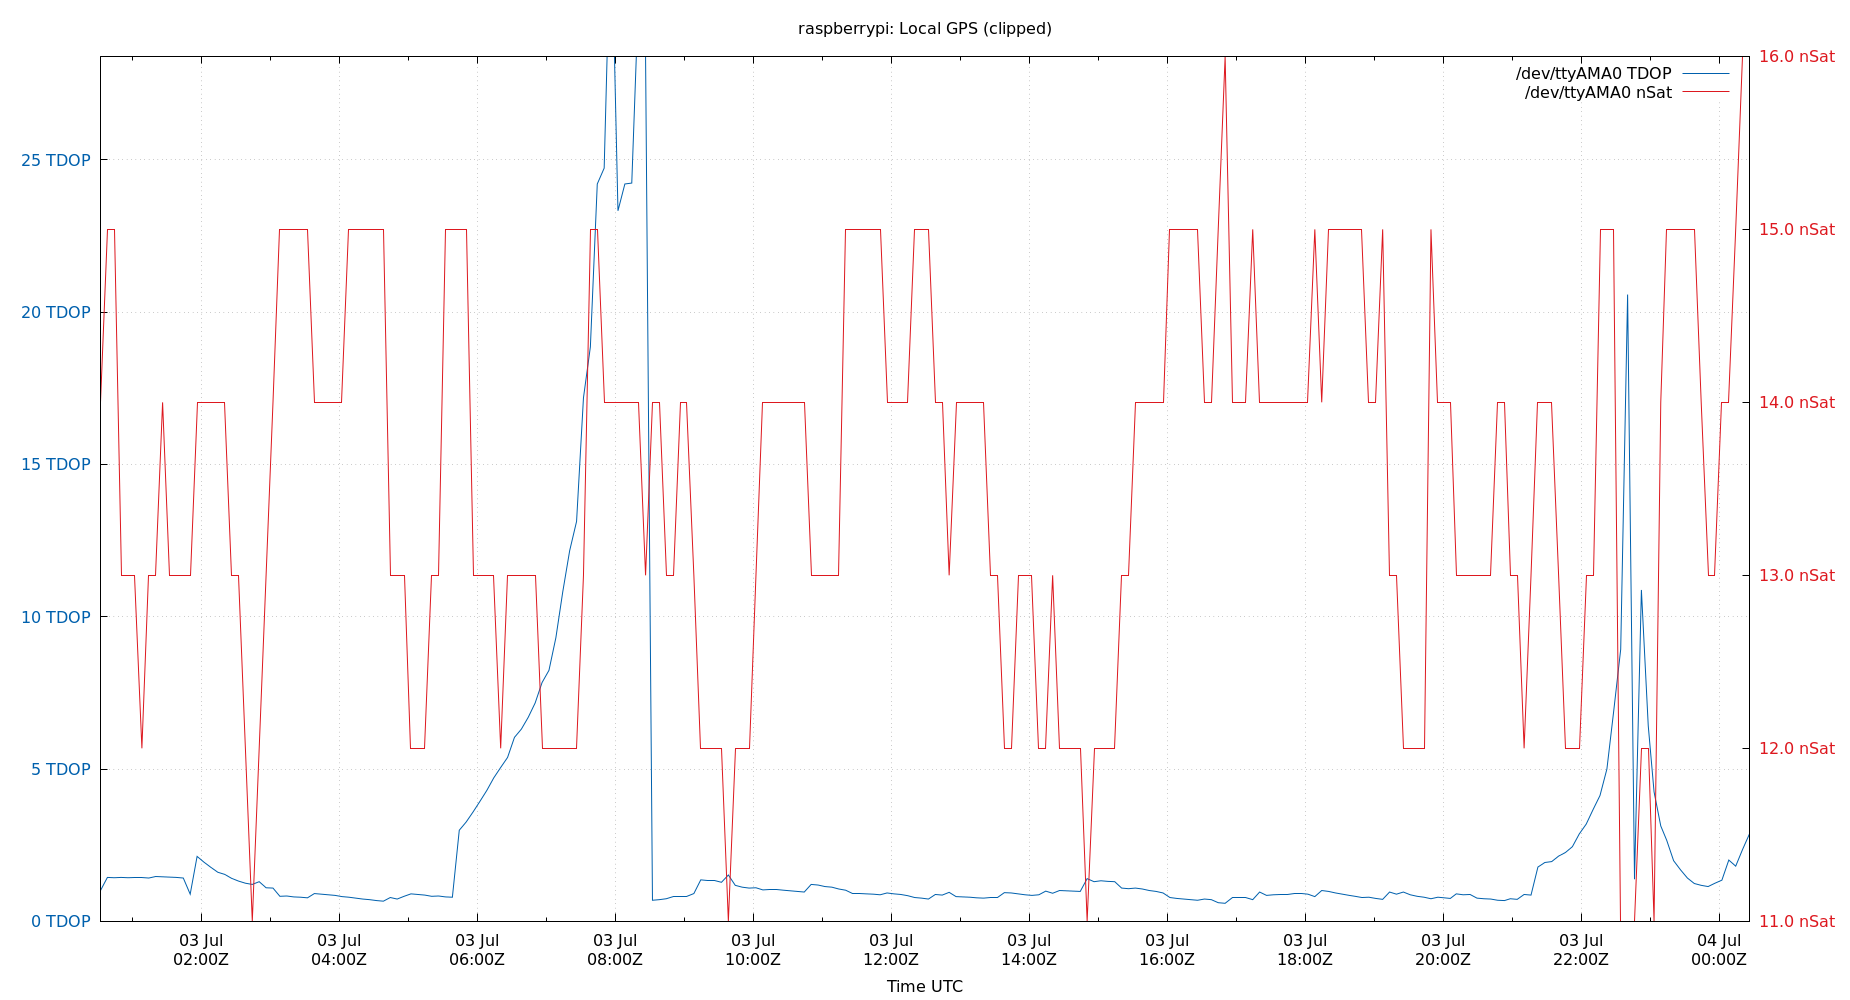 raspberrypi: Local GPS (clipped)
/dev/ttyAMA0 TDOP
/dev/ttyAMA0 nSat
25 TDOP
20 TDOP
15 TDOP
10 TDOP
5 TDOP
0 TDOP
16.0 nSat
15.0 nSat
14.0 nSat
13.0 nSat
12.0 nSat
11.0 nSat
03 Jul 03 Jul 03 Jul 03 Jul 03 Jul 03 Jul 03 Jul 03 Jul 03 Jul 03 Jul 03 Jul 04 Jul
02:00Z 04:00Z 06:00Z 08:00Z 10:00Z 12:00Z 14:00Z 16:00Z 18:00Z 20:00Z 22:00Z 00:00Z
Time UTC